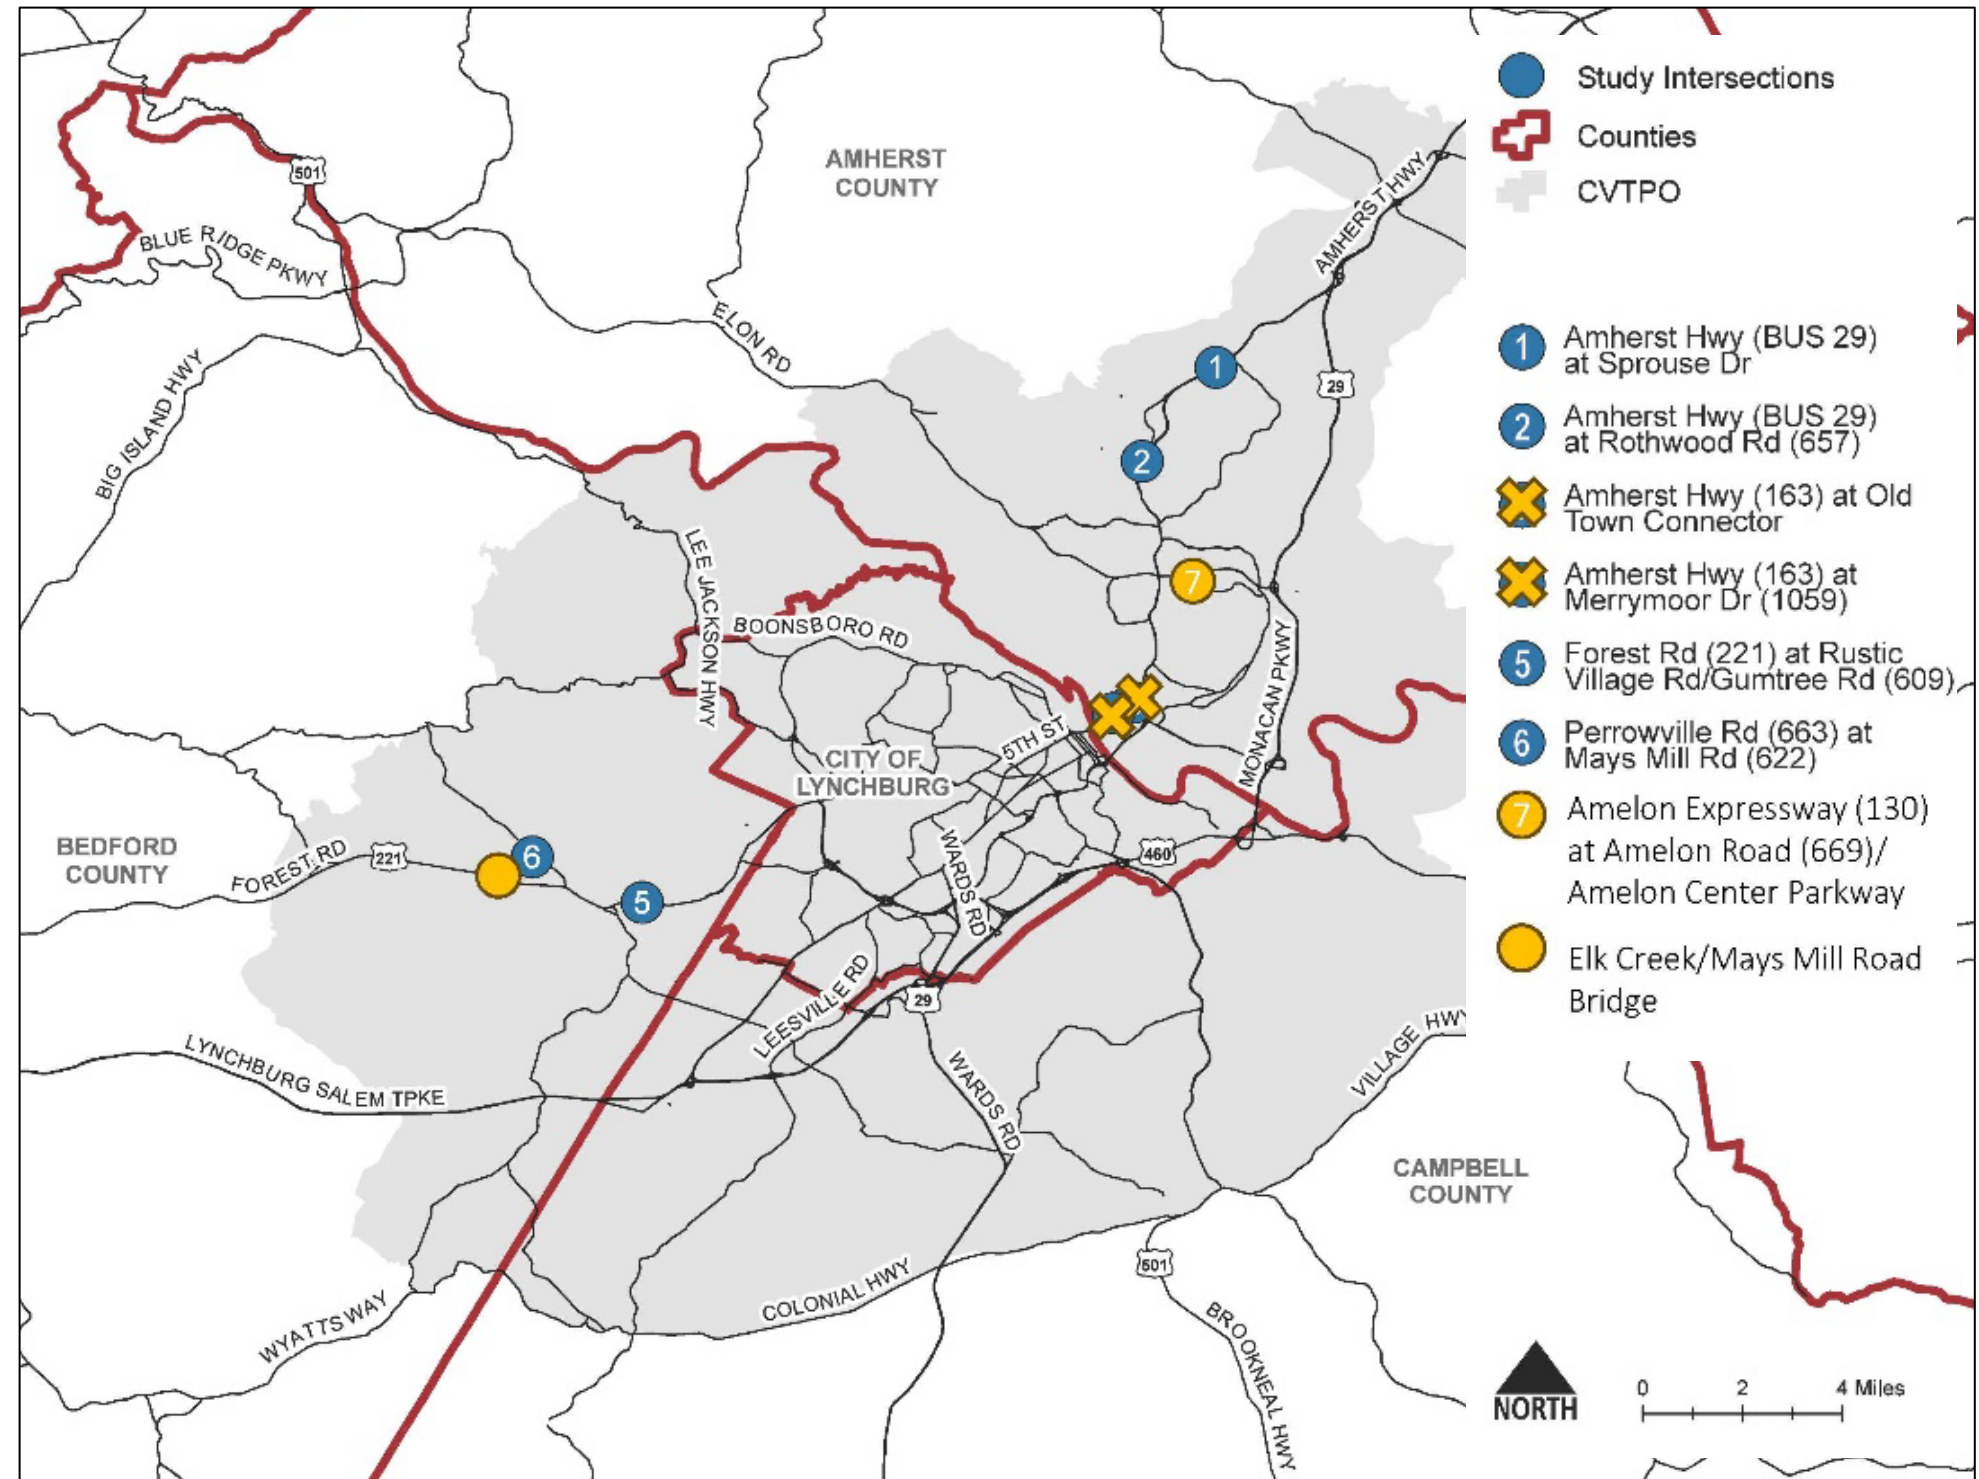 501
BLUE RIDGE PKWY
BIG ISLAND HWY
AMHERST
COUNTY
ELON RD
AMHERST HWY
29
1
2
7
LEE JACKSON HWY
BOONSBORO RD
MONACAN PKWY
5TH ST
CITY OF
LYNCHBURG
BEDFORD
COUNTY
FOREST RD
221
6
5
WARDS RD
460
LEESVILLE RD
29
LYNCHBURG SALEM TPKE
WARDS RD
VILLAGE HWY
CAMPBELL
COUNTY
501
COLONIAL HWY
WYATTS WAY
BROOKNEAL HWY
Study Intersections
Counties
CVTPO
1 Amherst Hwy (BUS 29)
at Sprouse Dr
2 Amherst Hwy (BUS 29)
at Rothwood Rd (657)
Amherst Hwy (163) at Old
Town Connector
Amherst Hwy (163) at
Merrymoor Dr (1059)
5 Forest Rd (221) at Rustic
Village Rd/Gumtree Rd (609)
6 Perrowville Rd (663) at
Mays Mill Rd (622)
7 Amelon Expressway (130)
at Amelon Road (669)/
Amelon Center Parkway
Elk Creek/Mays Mill Road
Bridge
NORTH
0 2 4 Miles